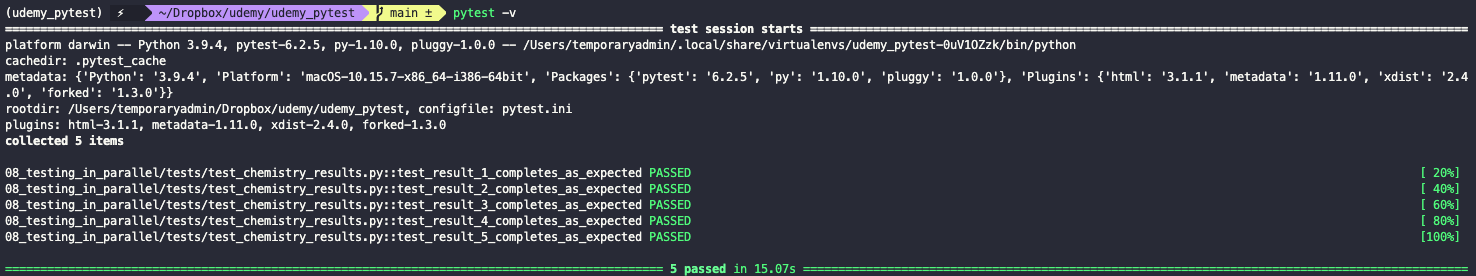 (udemy_pytest) ⚡ ~/Dropbox/udemy/udemy_pytest main ± pytest -v
test session starts
platform darwin -- Python 3.9.4, pytest-6.2.5, py-1.10.0, pluggy-1.0.0 -- /Users/temporaryadmin/.local/share/virtualenvs/udemy_pytest-0uV1OZzk/bin/python
cachedir: .pytest_cache
metadata: {'Python': '3.9.4', 'Platform': 'macOS-10.15.7-x86_64-i386-64bit', 'Packages': {'pytest': '6.2.5', 'py': '1.10.0', 'pluggy': '1.0.0'}, 'Plugins': {'html': '3.1.1', 'metadata': '1.11.0', 'xdist': '2.4
.0', 'forked': '1.3.0'}}
rootdir: /Users/temporaryadmin/Dropbox/udemy/udemy_pytest, configfile: pytest.ini
plugins: html-3.1.1, metadata-1.11.0, xdist-2.4.0, forked-1.3.0
collected 5 items
08_testing_in_parallel/tests/test_chemistry_results.py::test_result_1_completes_as_expected PASSED [ 20%]
08_testing_in_parallel/tests/test_chemistry_results.py::test_result_2_completes_as_expected PASSED [ 40%]
08_testing_in_parallel/tests/test_chemistry_results.py::test_result_3_completes_as_expected PASSED [ 60%]
08_testing_in_parallel/tests/test_chemistry_results.py::test_result_4_completes_as_expected PASSED [ 80%]
08_testing_in_parallel/tests/test_chemistry_results.py::test_result_5_completes_as_expected PASSED [100%]
5 passed in 15.07s